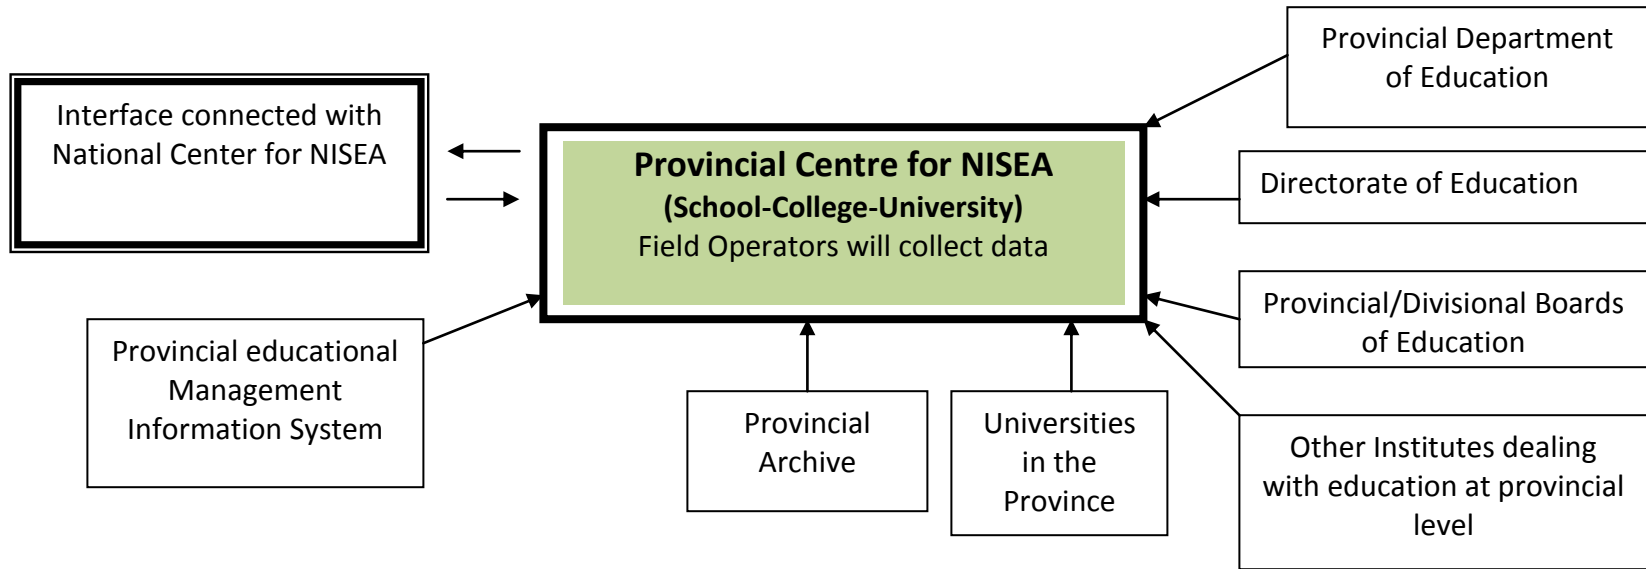 Provincial Department
of Education
Interface connected with
National Center for NISEA
Provincial Centre for NISEA
(School-College-University)
Field Operators will collect data
Directorate of Education
Provincial/Divisional Boards
of Education
Provincial educational
Management
Information System
Provincial
Archive
Universities
in the
Province
Other Institutes dealing
with education at provincial
level